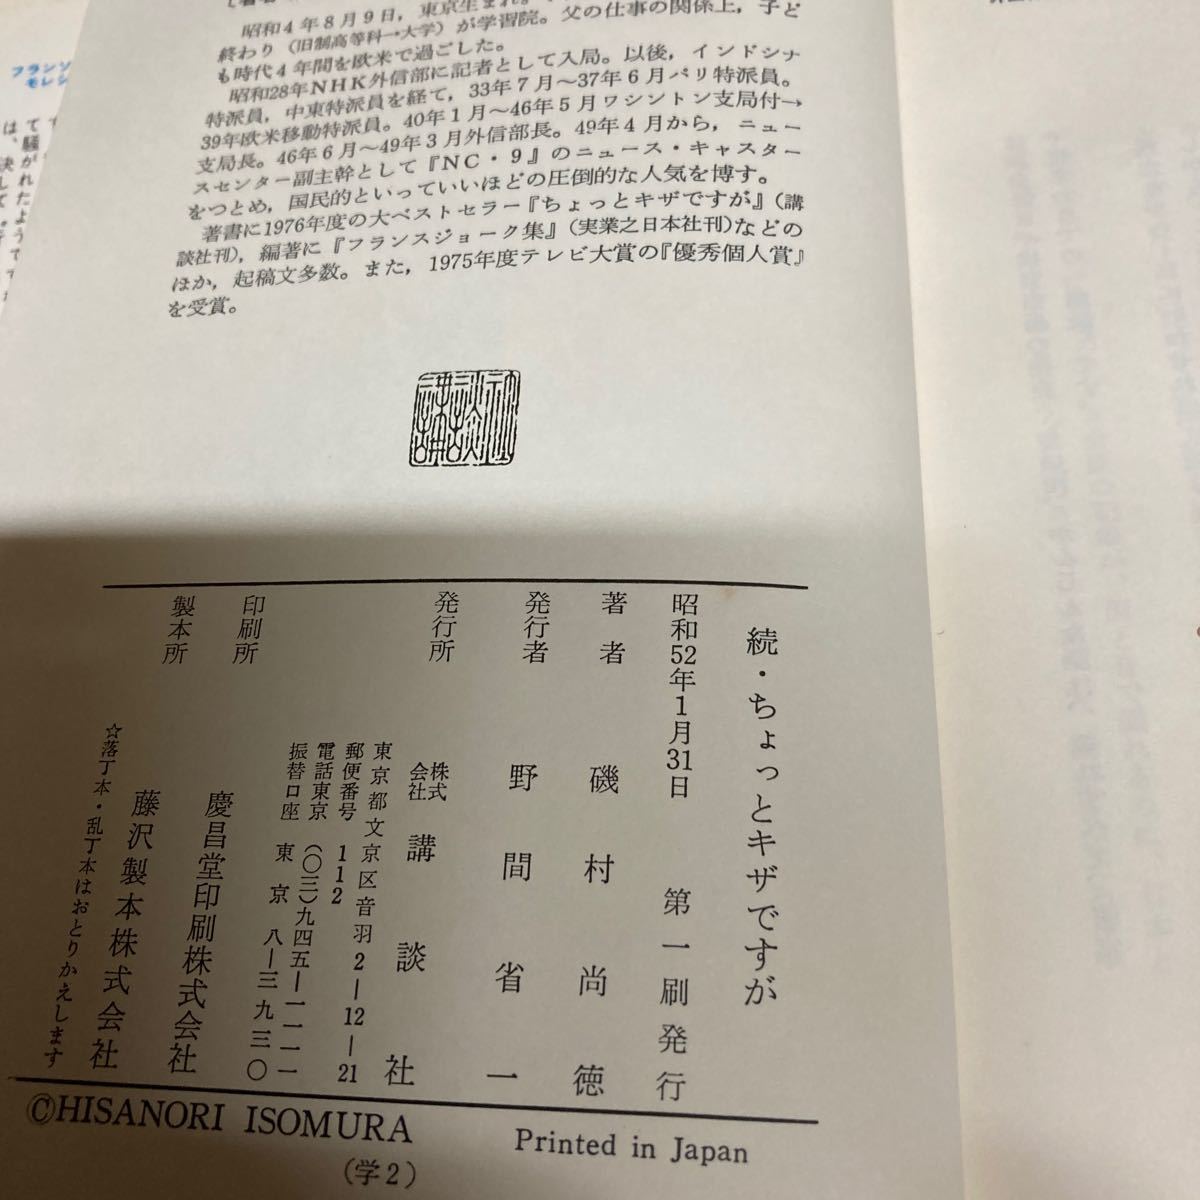 昭和4年8月9日，東京生まれ。
終わり（旧制高等科→大学）が学習院。父の仕事の関係上，子ど
も時代4年間を欧米で過ごした。
昭和28年NHK外信部に記者として入局。以後，インドシナ
特派員，中東特派員を経て，33年7月～37年6月パリ特派員。
39年欧米移動特派員。40年1月～46年5月ワシントン支局付→
支局長。46年6月～49年3月外信部長。49年4月から，ニュー
スセンター副主幹として『NC・9』のニュース・キャスター
をつとめ，国民的といっていいほどの圧倒的な人気を博す。
著書に1976年度の大ベストセラー『ちょっとキザですが』（講
談社刊），編著に『フランスジョーク集』（実業之日本社刊）などの
ほか，起稿文多数。また，1975年度テレビ大賞の『優秀個人賞』
を受賞。
講談社
続・ちょっとキザですが
昭和52年1月31日　第一刷発行
著者　磯村尚徳
発行者　野間省一
発行所　株式会社　講談社
東京都文京区音羽2―12―21
郵便番号　112
電話東京（〇三）九四五―一一一一
振替口座　東京　八―三九三〇
印刷所　慶昌堂印刷株式会社
製本所　藤沢製本株式会社
☆落丁本・乱丁本はおとりかえします
©HISANORI ISOMURA
Printed in Japan
（学2）
フランソ
モレシ
て騒がれたよう